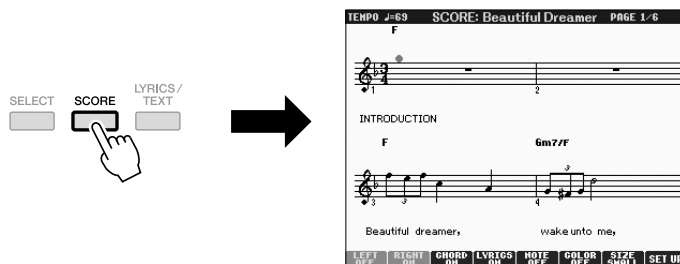 SELECT
SCORE
LYRICS/
TEXT
TEMPO ♩=69 SCORE: Beautiful Dreamer PAGE 1/6
F
3
4
1 2
INTRODUCTION
F Gm7/F
3
3 3 4
Beautiful dreamer, wake unto me,
LEFT RIGHT CHORD LYRICS NOTE COLOR SIZE SET UP
OFF ON ON ON OFF OFF SMALL